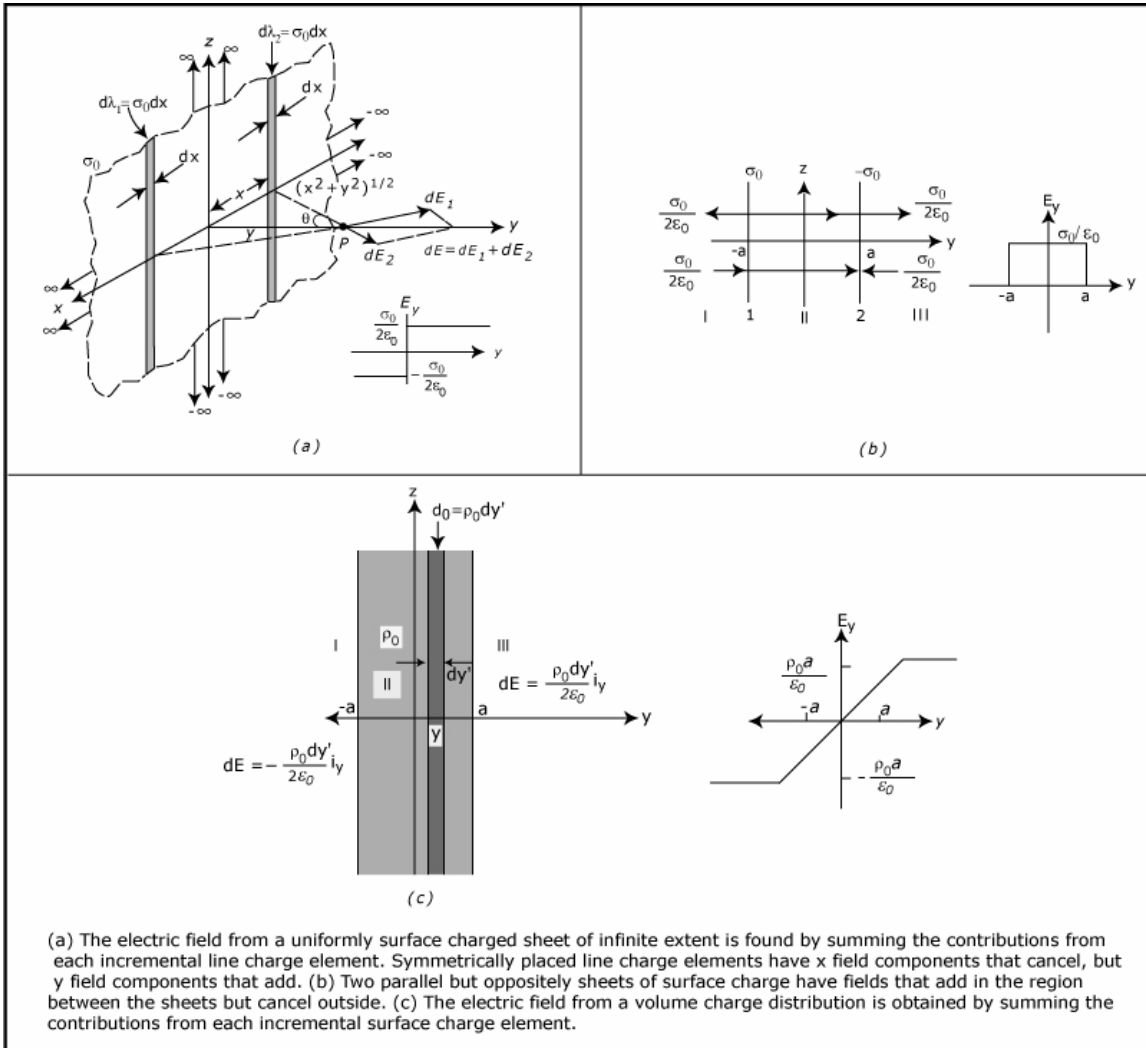 dλ₂=σ₀dx
z
∞
∞
dλ₁=σ₀dx
dx
-∞
σ₀
dx
-∞
x
(x²+y²)^1/2
dE₁
θ
y
y
P
dE₂
dE=dE₁+dE₂
∞
x
∞
-∞
-∞
E_y
σ₀/2ε₀
y
-σ₀/2ε₀
(a)
σ₀
z
-σ₀
σ₀/2ε₀
σ₀/2ε₀
-a
a
y
σ₀/2ε₀
σ₀/2ε₀
I
1
II
2
III
E_y
σ₀/ε₀
-a
a
y
(b)
z
d₀=ρ₀dy'
I
ρ₀
III
II
dy'
dE = ρ₀dy'/2ε₀ i_y
-a
a
y
y
dE = - ρ₀dy'/2ε₀ i_y
(c)
E_y
ρ₀a/ε₀
-a
a
y
-ρ₀a/ε₀
(a) The electric field from a uniformly surface charged sheet of infinite extent is found by summing the contributions from
each incremental line charge element. Symmetrically placed line charge elements have x field components that cancel, but
y field components that add. (b) Two parallel but oppositely sheets of surface charge have fields that add in the region
between the sheets but cancel outside. (c) The electric field from a volume charge distribution is obtained by summing the
contributions from each incremental surface charge element.